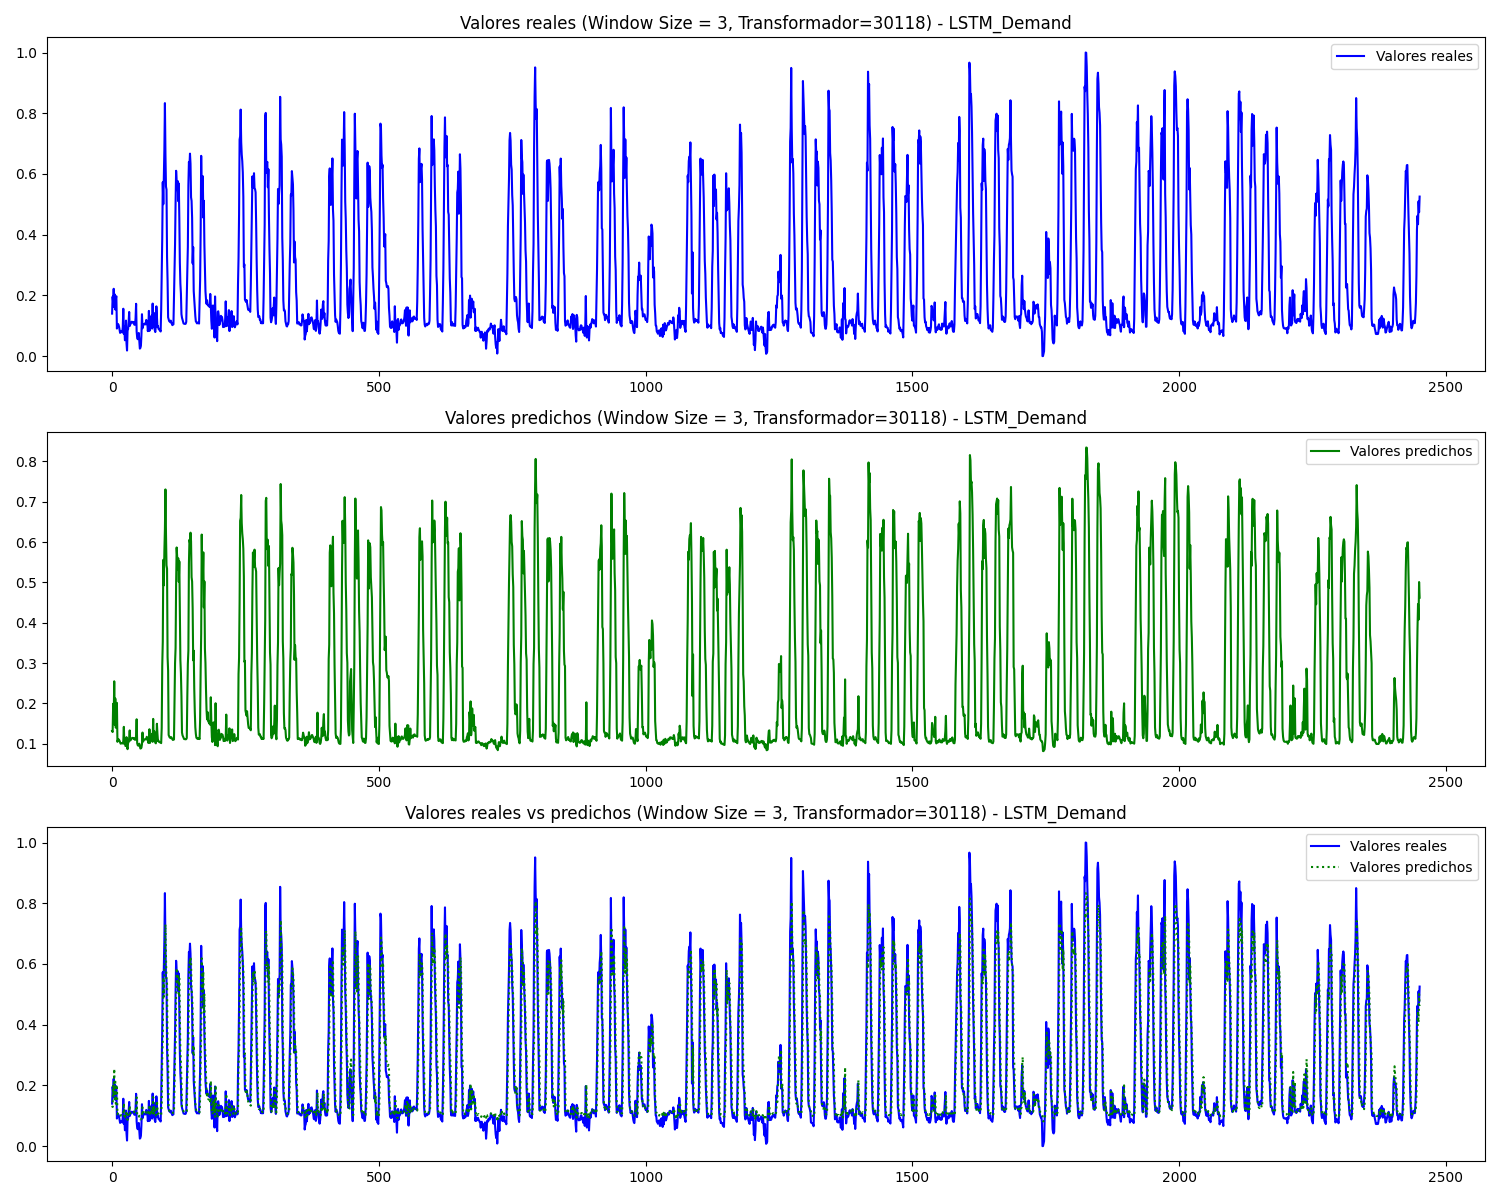 Valores reales (Window Size = 3, Transformador=30118) - LSTM_Demand
Valores reales
1.0
0.8
0.6
0.4
0.2
0.0
0 500 1000 1500 2000 2500
Valores predichos (Window Size = 3, Transformador=30118) - LSTM_Demand
Valores predichos
0.8
0.7
0.6
0.5
0.4
0.3
0.2
0.1
0 500 1000 1500 2000 2500
Valores reales vs predichos (Window Size = 3, Transformador=30118) - LSTM_Demand
Valores reales
Valores predichos
1.0
0.8
0.6
0.4
0.2
0.0
0 500 1000 1500 2000 2500